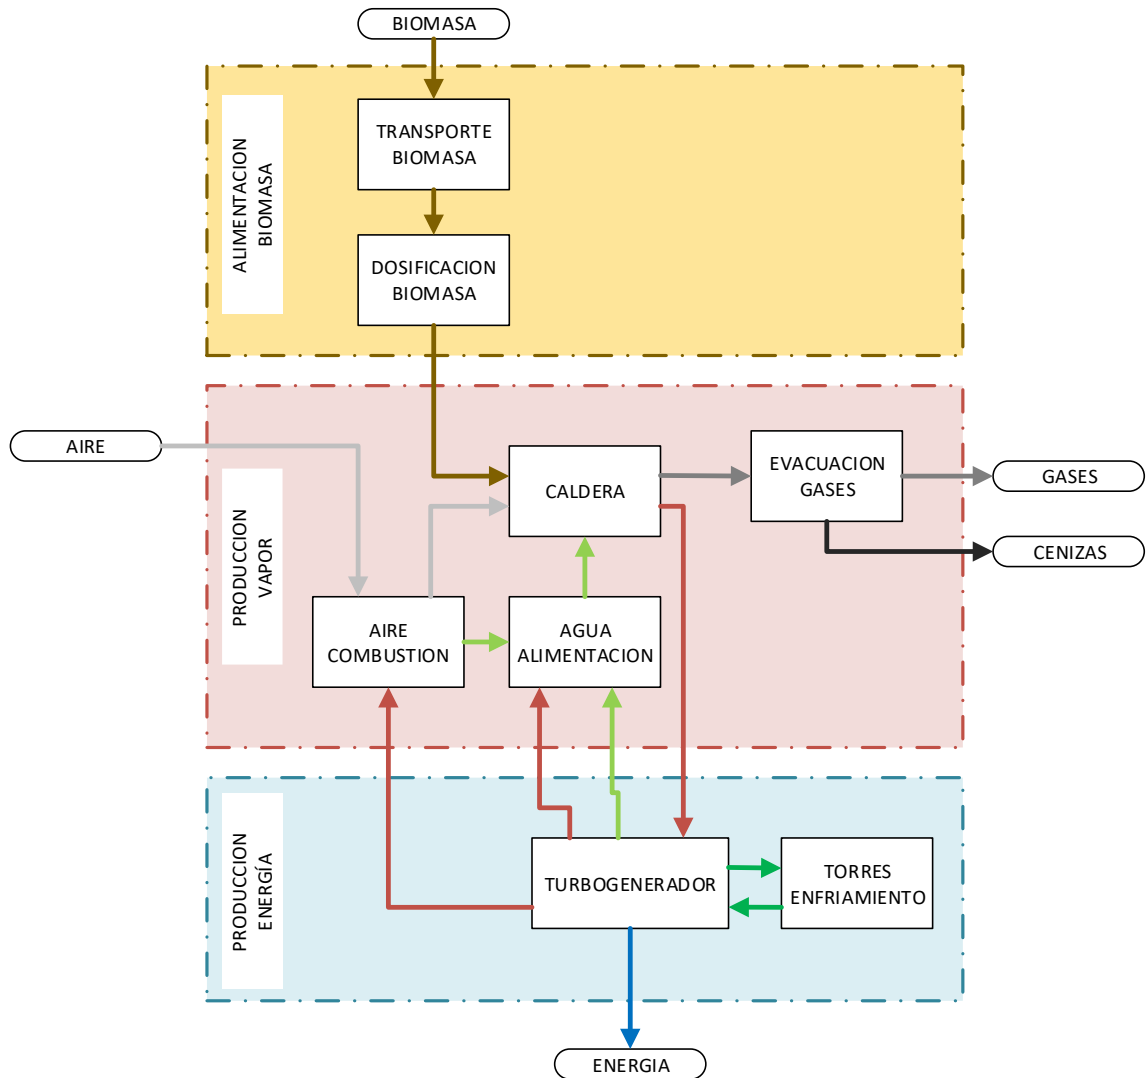 BIOMASA
ALIMENTACION
BIOMASA
TRANSPORTE
BIOMASA
DOSIFICACION
BIOMASA
AIRE
PRODUCCION
VAPOR
CALDERA
EVACUACION
GASES
GASES
CENIZAS
AIRE
COMBUSTION
AGUA
ALIMENTACION
PRODUCCION
ENERGÍA
TURBOGENERADOR
TORRES
ENFRIAMIENTO
ENERGIA